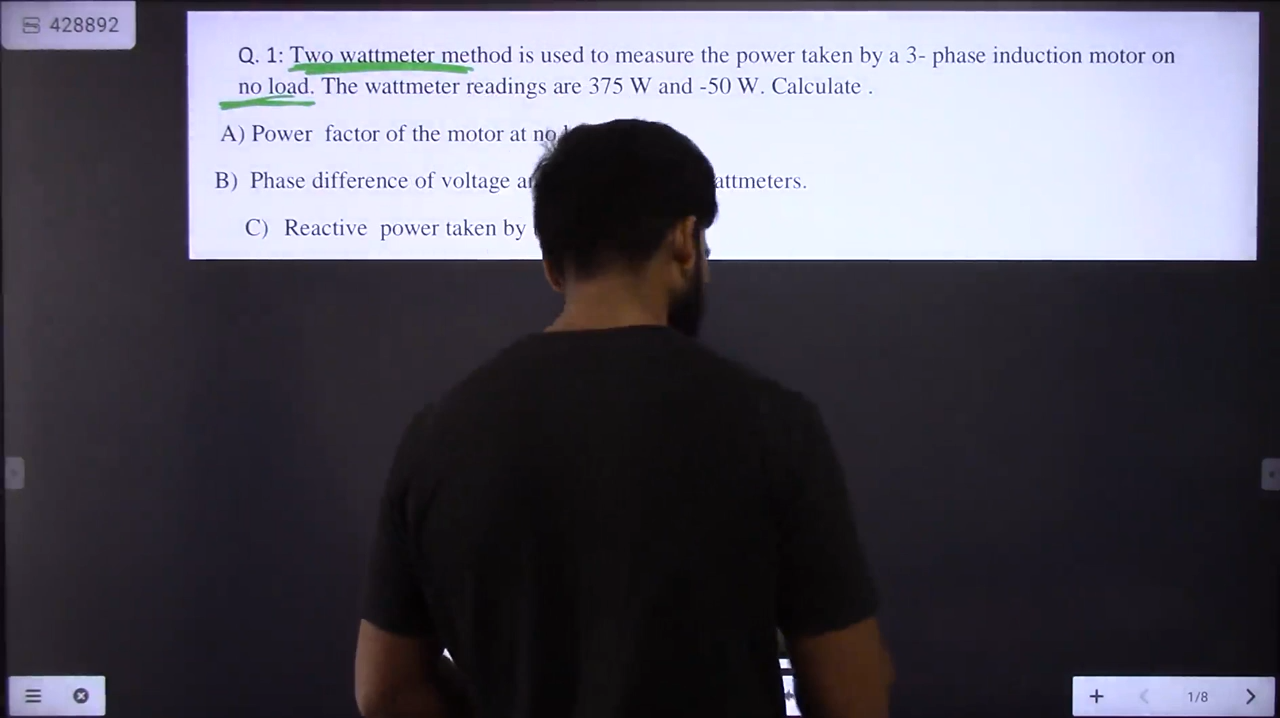 428892
Q. 1: Two wattmeter method is used to measure the power taken by a 3- phase induction motor on
no load. The wattmeter readings are 375 W and -50 W. Calculate .
A) Power factor of the motor at no
B) Phase difference of voltage attmeters.
C) Reactive power taken by
1/8